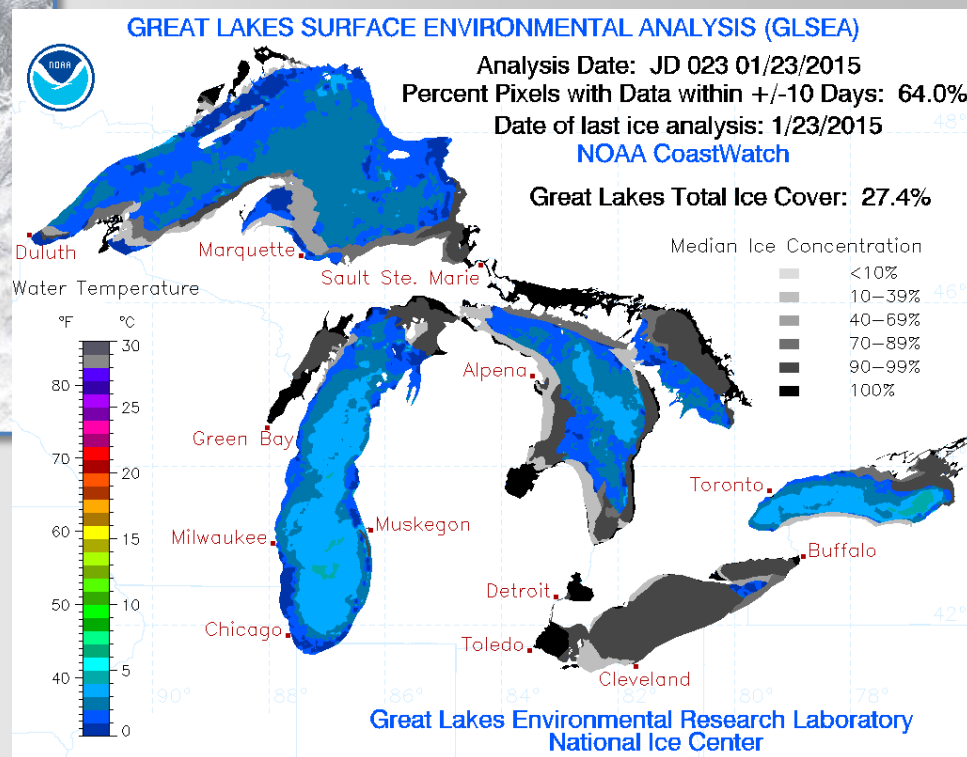 GREAT LAKES SURFACE ENVIRONMENTAL ANALYSIS (GLSEA)
NOAA
Analysis Date: JD 023 01/23/2015
Percent Pixels with Data within +/-10 Days: 64.0%
Date of last ice analysis: 1/23/2015
NOAA CoastWatch
48°
Great Lakes Total Ice Cover: 27.4%
Duluth
Marquette
Sault Ste. Marie
Median Ice Concentration
<10%
10-39%
40-69%
70-89%
90-99%
100%
46°
Water Temperature
°F °C
30
80
25
70
20
60
15
50
10
40
5
0
Alpena
Green Bay
Toronto
Milwaukee
Muskegon
Buffalo
Detroit
Chicago
42°
Toledo
Cleveland
90° 88° 86° 84° 82° 80° 78°
Great Lakes Environmental Research Laboratory
National Ice Center